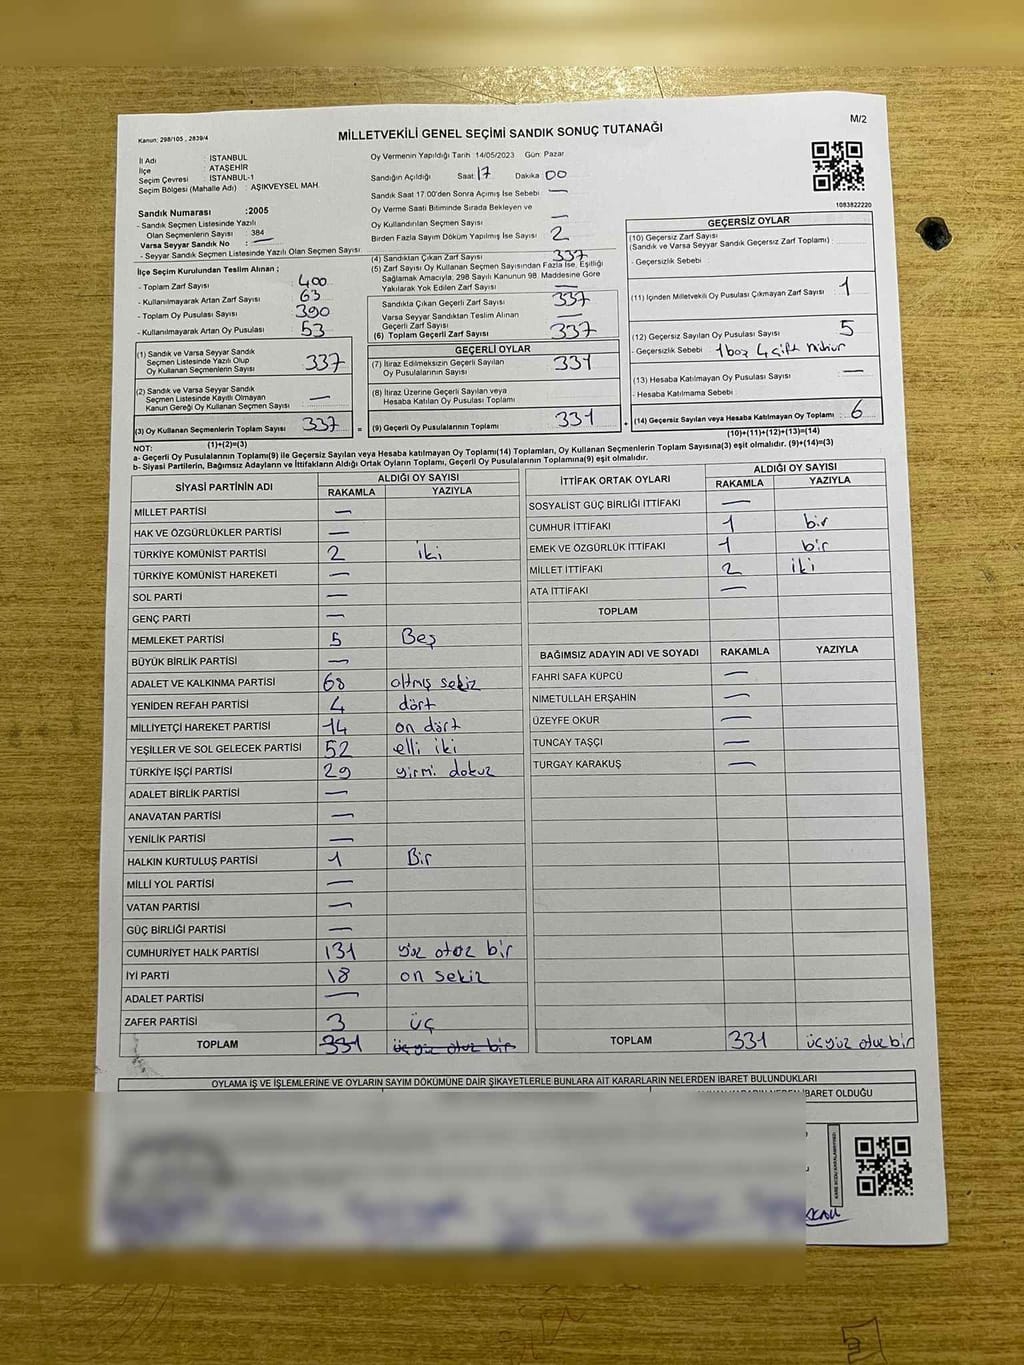 Kanun: 298/105 , 2839/4
MİLLETVEKİLİ GENEL SEÇİMİ SANDIK SONUÇ TUTANAĞI
M/2
İl Adı : İSTANBUL
İlçe : ATAŞEHİR
Seçim Çevresi : İSTANBUL-1
Seçim Bölgesi (Mahalle Adı) : AŞIKVEYSEL MAH.
Sandık Numarası :2005
- Sandık Seçmen Listesinde Yazılı
Olan Seçmenlerin Sayısı : 384
Varsa Seyyar Sandık No : —
- Seyyar Sandık Seçmen Listesinde Yazılı Olan Seçmen Sayısı
İlçe Seçim Kurulundan Teslim Alınan ;
- Toplam Zarf Sayısı : 400
- Kullanılmayarak Artan Zarf Sayısı : 63
- Toplam Oy Pusulası Sayısı : 390
- Kullanılmayarak Artan Oy Pusulası : 53
(1) Sandık ve Varsa Seyyar Sandık
Seçmen Listesinde Yazılı Olup
Oy Kullanan Seçmenlerin Sayısı 337
(2) Sandık ve Varsa Seyyar Sandık
Seçmen Listesinde Kayıtlı Olmayan
Kanun Gereği Oy Kullanan Seçmen Sayısı —
(3) Oy Kullanan Seçmenlerin Toplam Sayısı 337
(1)+(2)=(3)
Oy Vermenin Yapıldığı Tarih :14/05/2023 Gün: Pazar
Sandığın Açıldığı Saat: 17 Dakika: 00
Sandık Saat 17.00'den Sonra Açılmış İse Sebebi : —
Oy Verme Saati Bitiminde Sırada Bekleyen ve
Oy Kullandırılan Seçmen Sayısı —
Birden Fazla Sayım Döküm Yapılmış İse Sayısı : 2
(4) Sandıktan Çıkan Zarf Sayısı 337
(5) Zarf Sayısı Oy Kullanan Seçmen Sayısından Fazla İse, Eşitliği
Sağlamak Amacıyla, 298 Sayılı Kanunun 98. Maddesine Göre
Yakılarak Yok Edilen Zarf Sayısı —
Sandıkta Çıkan Geçerli Zarf Sayısı 337
Varsa Seyyar Sandıktan Teslim Alınan
Geçerli Zarf Sayısı —
(6) Toplam Geçerli Zarf Sayısı 337
GEÇERLİ OYLAR
(7) İtiraz Edilmeksizin Geçerli Sayılan
Oy Pusulalarının Sayısı 331
(8) İtiraz Üzerine Geçerli Sayılan veya
Hesaba Katılan Oy Pusulası Toplamı
= (9) Geçerli Oy Pusulalarının Toplamı 331 +
1083822220
GEÇERSİZ OYLAR
(10) Geçersiz Zarf Sayısı
(Sandık ve Varsa Seyyar Sandık Geçersiz Zarf Toplamı) :
- Geçersizlik Sebebi :
(11) İçinden Milletvekili Oy Pusulası Çıkmayan Zarf Sayısı : 1
(12) Geçersiz Sayılan Oy Pusulası Sayısı : 5
- Geçersizlik Sebebi : 1 boş 4 çift mühür
(13) Hesaba Katılmayan Oy Pusulası Sayısı : —
- Hesaba Katılmama Sebebi :
(14) Geçersiz Sayılan veya Hesaba Katılmayan Oy Toplamı : 6
(10)+(11)+(12)+(13)=(14)
NOT:
a- Geçerli Oy Pusulalarının Toplamı(9) ile Geçersiz Sayılan veya Hesaba katılmayan Oy Toplamı(14) Toplamları, Oy Kullanan Seçmenlerin Toplam Sayısına(3) eşit olmalıdır. (9)+(14)=(3)
b- Siyasi Partilerin, Bağımsız Adayların ve İttifakların Aldığı Ortak Oyların Toplamı, Geçerli Oy Pusulalarının Toplamına(9) eşit olmalıdır.
SİYASİ PARTİNİN ADI ALDIĞI OY SAYISI
RAKAMLA YAZIYLA
MİLLET PARTİSİ —
HAK VE ÖZGÜRLÜKLER PARTİSİ —
TÜRKİYE KOMÜNİST PARTİSİ 2 iki
TÜRKİYE KOMÜNİST HAREKETİ —
SOL PARTİ —
GENÇ PARTİ —
MEMLEKET PARTİSİ 5 Beş
BÜYÜK BİRLİK PARTİSİ —
ADALET VE KALKINMA PARTİSİ 68 altmış sekiz
YENİDEN REFAH PARTİSİ 4 dört
MİLLİYETÇİ HAREKET PARTİSİ 14 on dört
YEŞİLLER VE SOL GELECEK PARTİSİ 52 elli iki
TÜRKİYE İŞÇİ PARTİSİ 29 yirmi dokuz
ADALET BİRLİK PARTİSİ —
ANAVATAN PARTİSİ —
YENİLİK PARTİSİ —
HALKIN KURTULUŞ PARTİSİ 1 Bir
MİLLİ YOL PARTİSİ —
VATAN PARTİSİ —
GÜÇ BİRLİĞİ PARTİSİ —
CUMHURİYET HALK PARTİSİ 131 yüz otuz bir
İYİ PARTİ 18 on sekiz
ADALET PARTİSİ —
ZAFER PARTİSİ 3 üç
TOPLAM 331 üç yüz otuz bir
İTTİFAK ORTAK OYLARI ALDIĞI OY SAYISI
RAKAMLA YAZIYLA
SOSYALİST GÜÇ BİRLİĞİ İTTİFAKI —
CUMHUR İTTİFAKI 1 bir
EMEK VE ÖZGÜRLÜK İTTİFAKI 1 bir
MİLLET İTTİFAKI 2 iki
ATA İTTİFAKI —
TOPLAM
BAĞIMSIZ ADAYIN ADI VE SOYADI RAKAMLA YAZIYLA
FAHRİ SAFA KÜPCÜ —
NİMETULLAH ERŞAHİN —
ÜZEYFE OKUR —
TUNCAY TAŞÇI —
TURGAY KARAKUŞ —
TOPLAM 331 üçyüz otuz bir
OYLAMA İŞ VE İŞLEMLERİNE VE OYLARIN SAYIM DÖKÜMÜNE DAİR ŞİKAYETLERLE BUNLARA AİT KARARLARIN NELERDEN İBARET BULUNDUKLARI
İBARET OLDUĞU